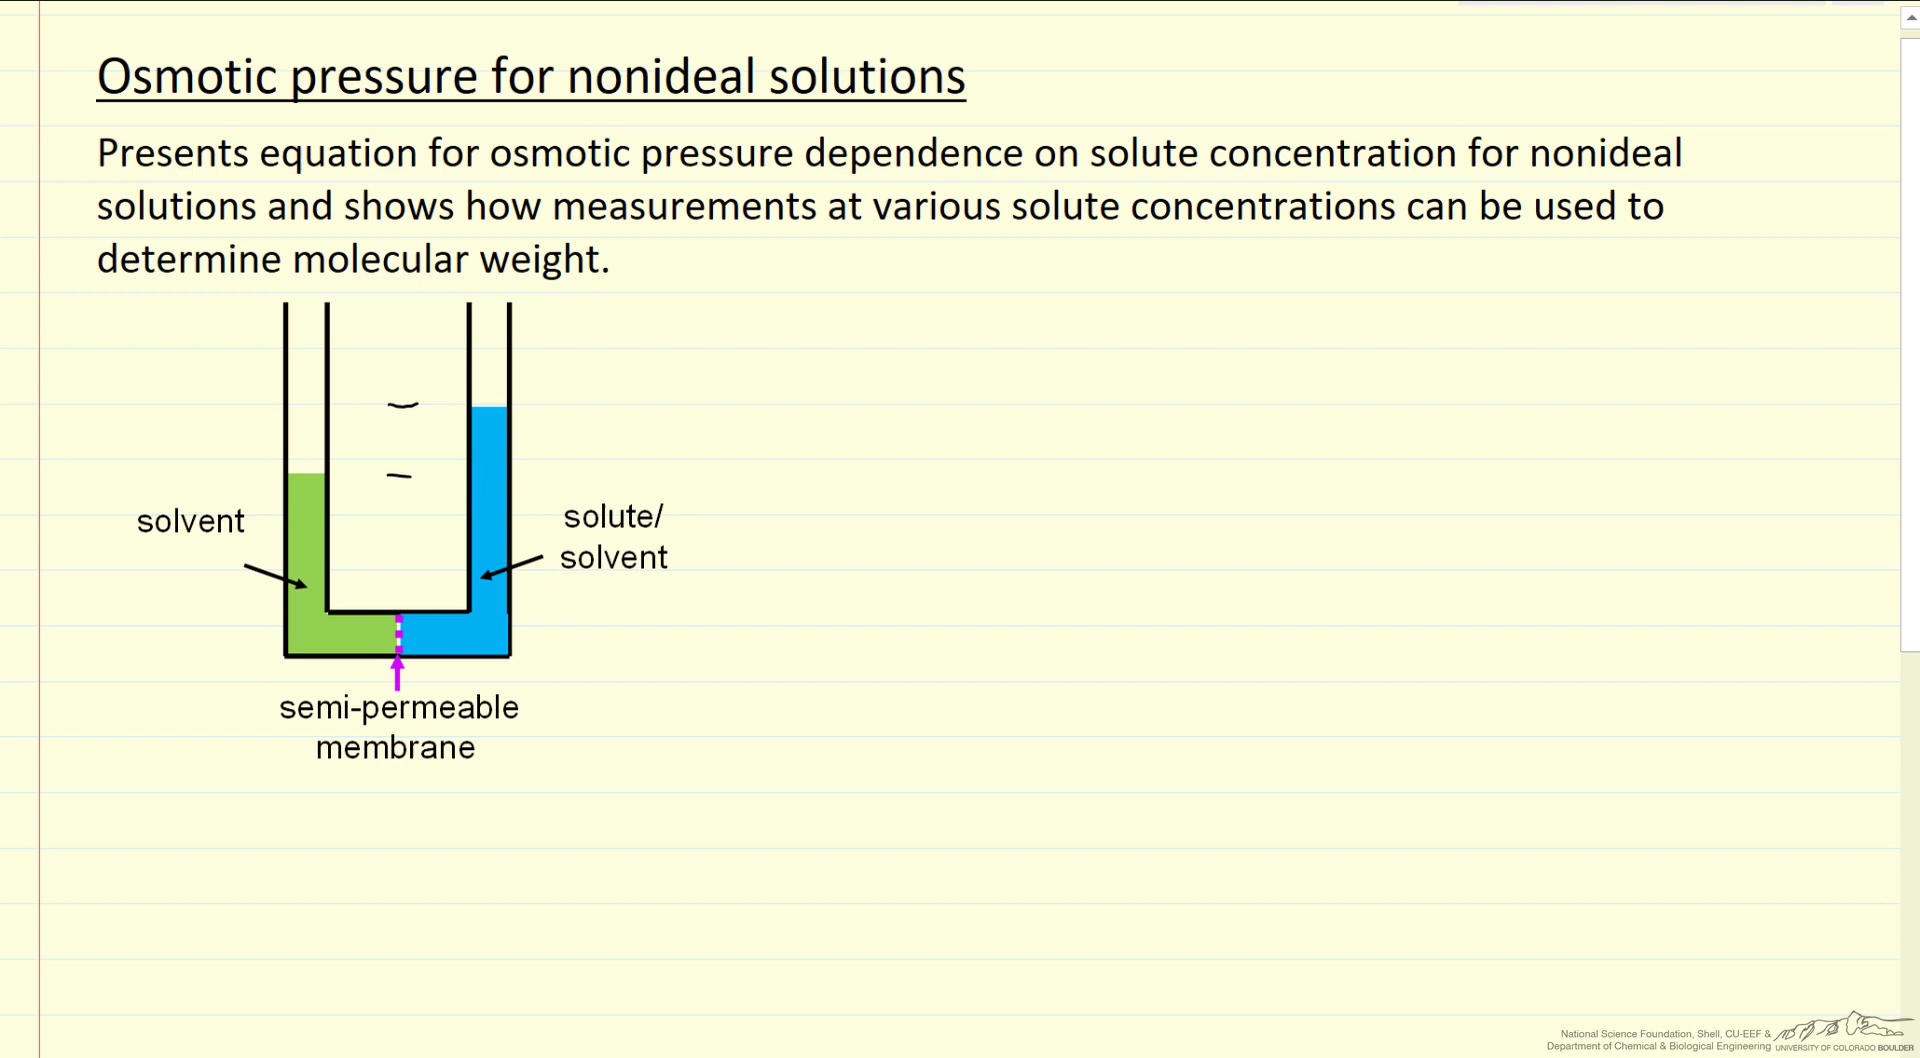 Osmotic pressure for nonideal solutions
Presents equation for osmotic pressure dependence on solute concentration for nonideal
solutions and shows how measurements at various solute concentrations can be used to
determine molecular weight.
solvent
solute/
solvent
semi-permeable
membrane
National Science Foundation, Shell, CU-EEF &
Department of Chemical & Biological Engineering
UNIVERSITY OF COLORADO BOULDER